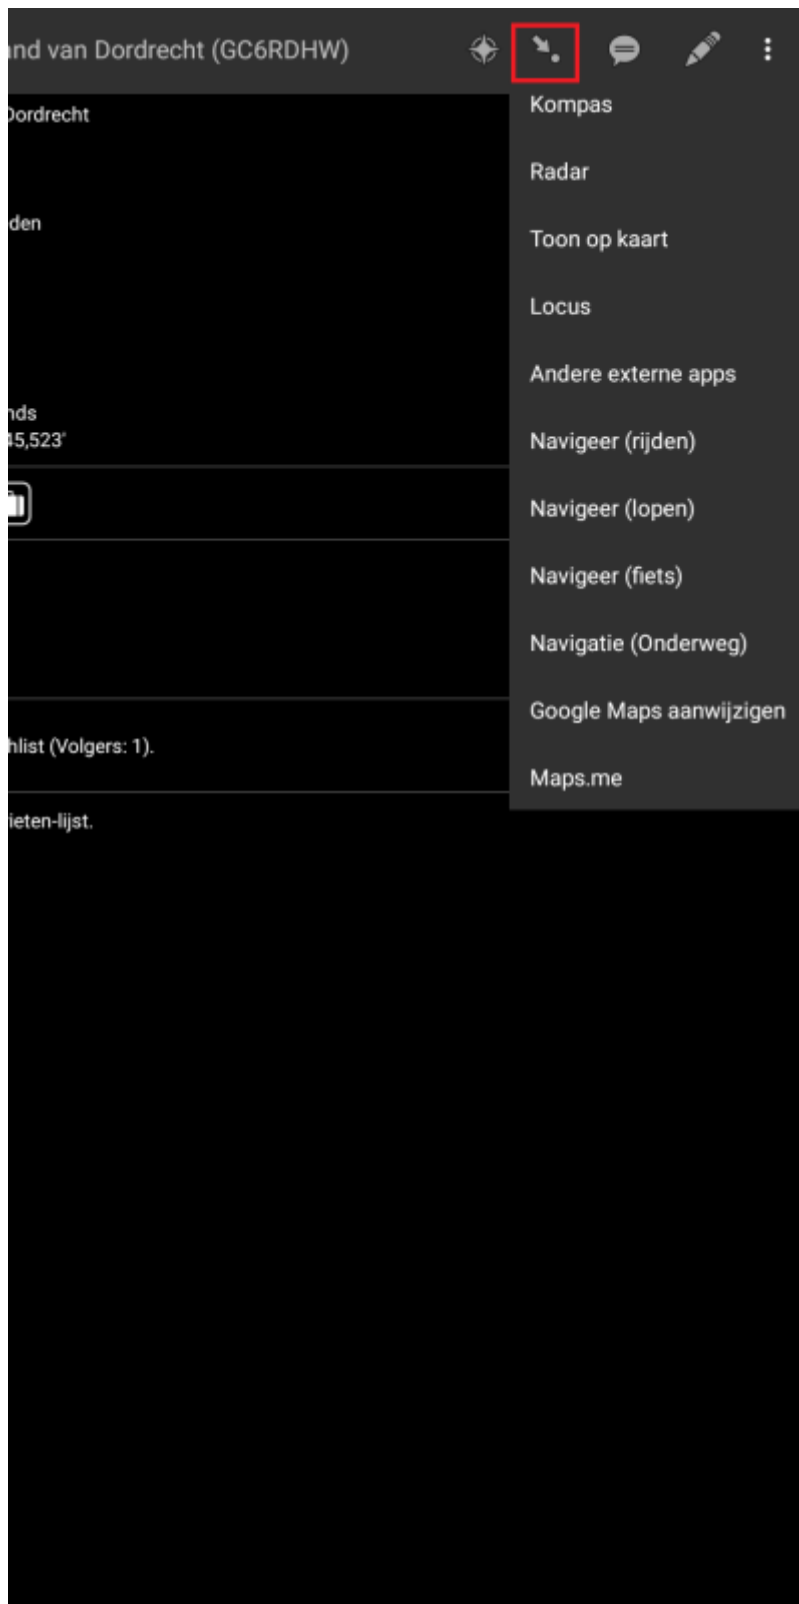 and van Dordrecht (GC6RDHW)
Dordrecht
den
nds
45,523'
hlist (Volgers: 1).
ieten-lijst.
Kompas
Radar
Toon op kaart
Locus
Andere externe apps
Navigeer (rijden)
Navigeer (lopen)
Navigeer (fiets)
Navigatie (Onderweg)
Google Maps aanwijzigen
Maps.me